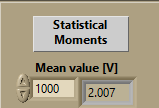 Statistical
Moments
Mean value [V]
1000 2.007